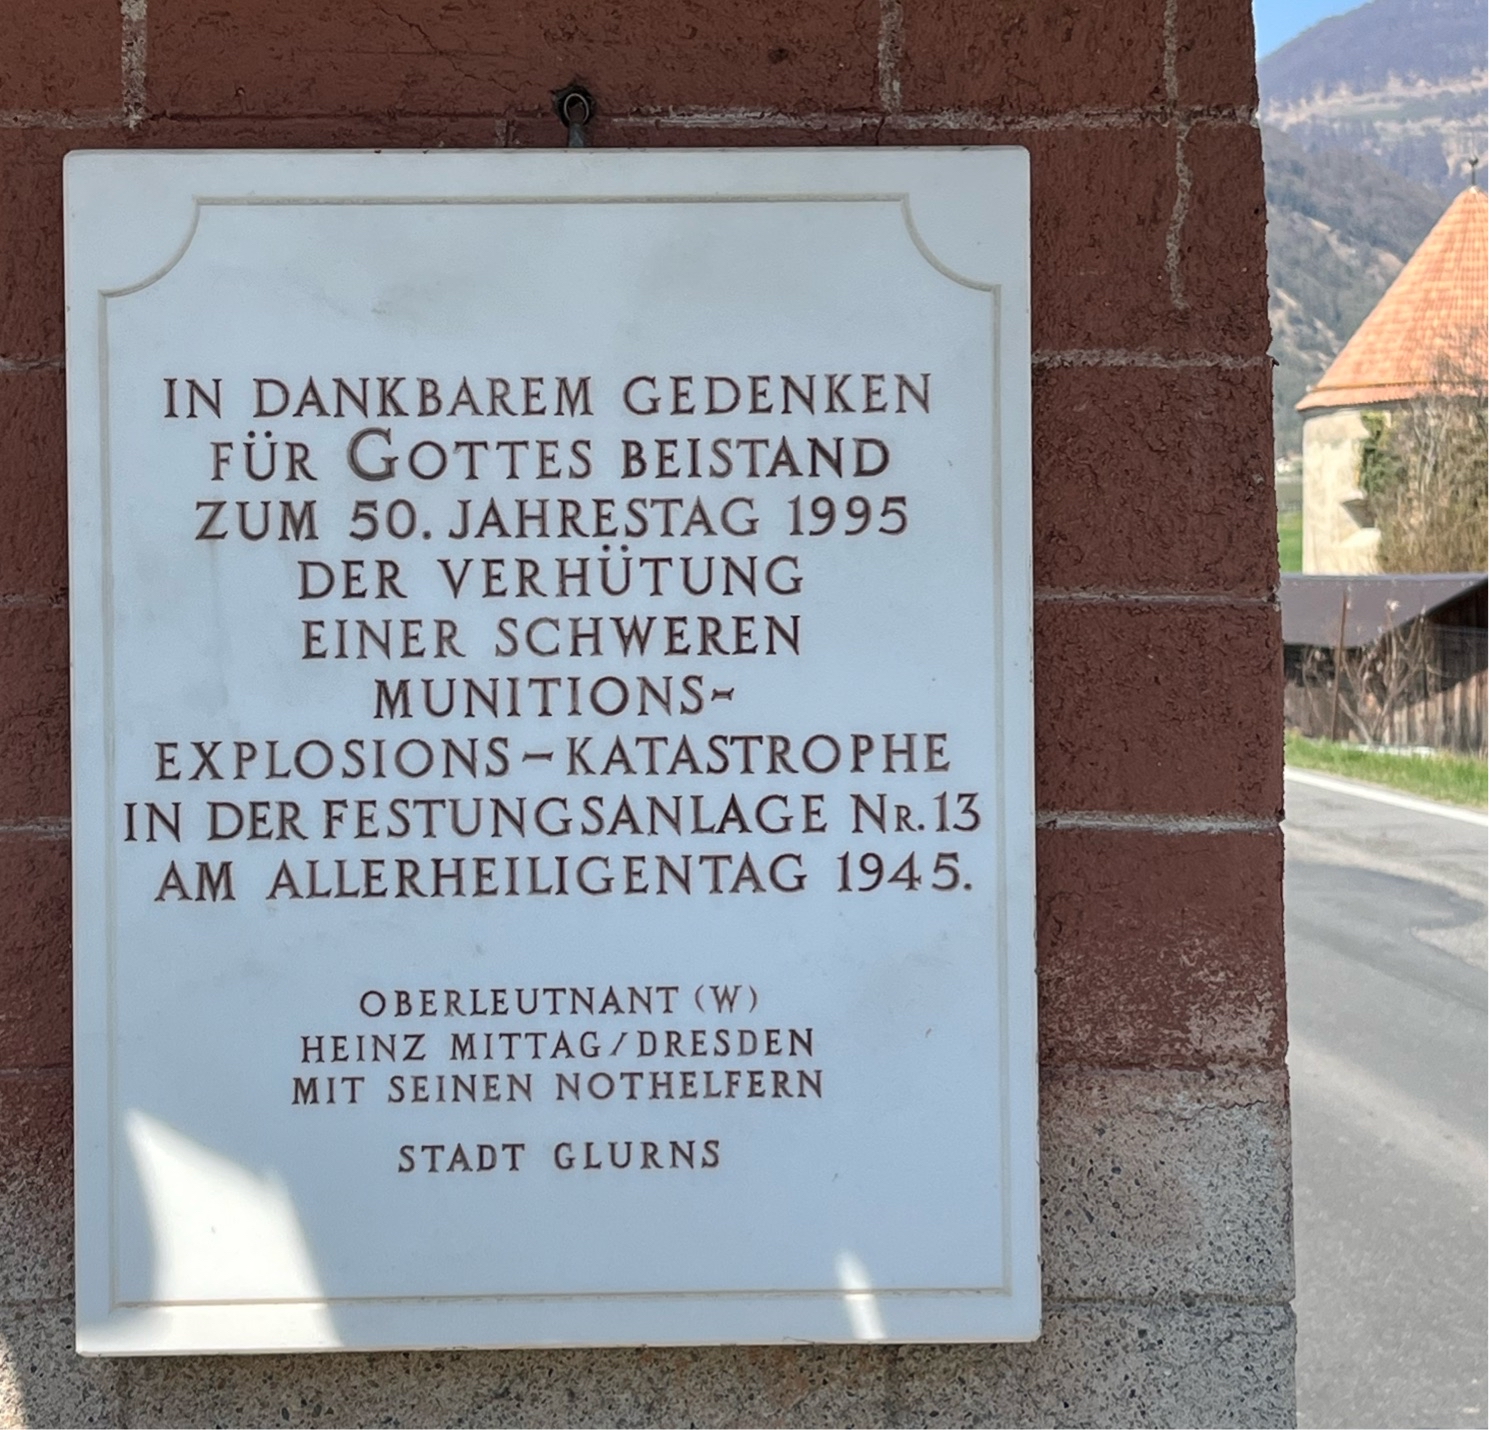 IN DANKBAREM GEDENKEN
FÜR GOTTES BEISTAND
ZUM 50. JAHRESTAG 1995
DER VERHÜTUNG
EINER SCHWEREN
MUNITIONS-
EXPLOSIONS-KATASTROPHE
IN DER FESTUNGSANLAGE NR. 13
AM ALLERHEILIGENTAG 1945.
OBERLEUTNANT (W)
HEINZ MITTAG/DRESDEN
MIT SEINEN NOTHELFERN
STADT GLURNS